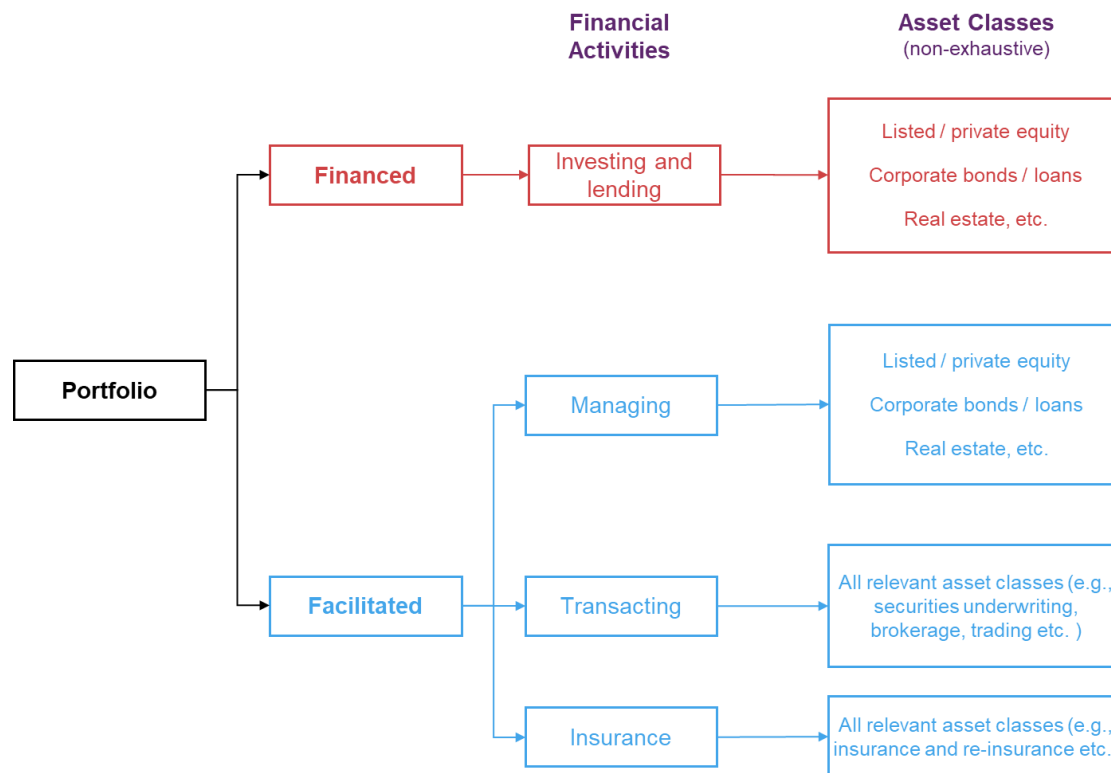 Financial
Activities
Asset Classes
(non-exhaustive)
Financed
Investing and
lending
Listed / private equity
Corporate bonds / loans
Real estate, etc.
Portfolio
Managing
Listed / private equity
Corporate bonds / loans
Real estate, etc.
Facilitated
Transacting
All relevant asset classes (e.g.,
securities underwriting,
brokerage, trading etc. )
Insurance
All relevant asset classes (e.g.,
insurance and re-insurance etc.